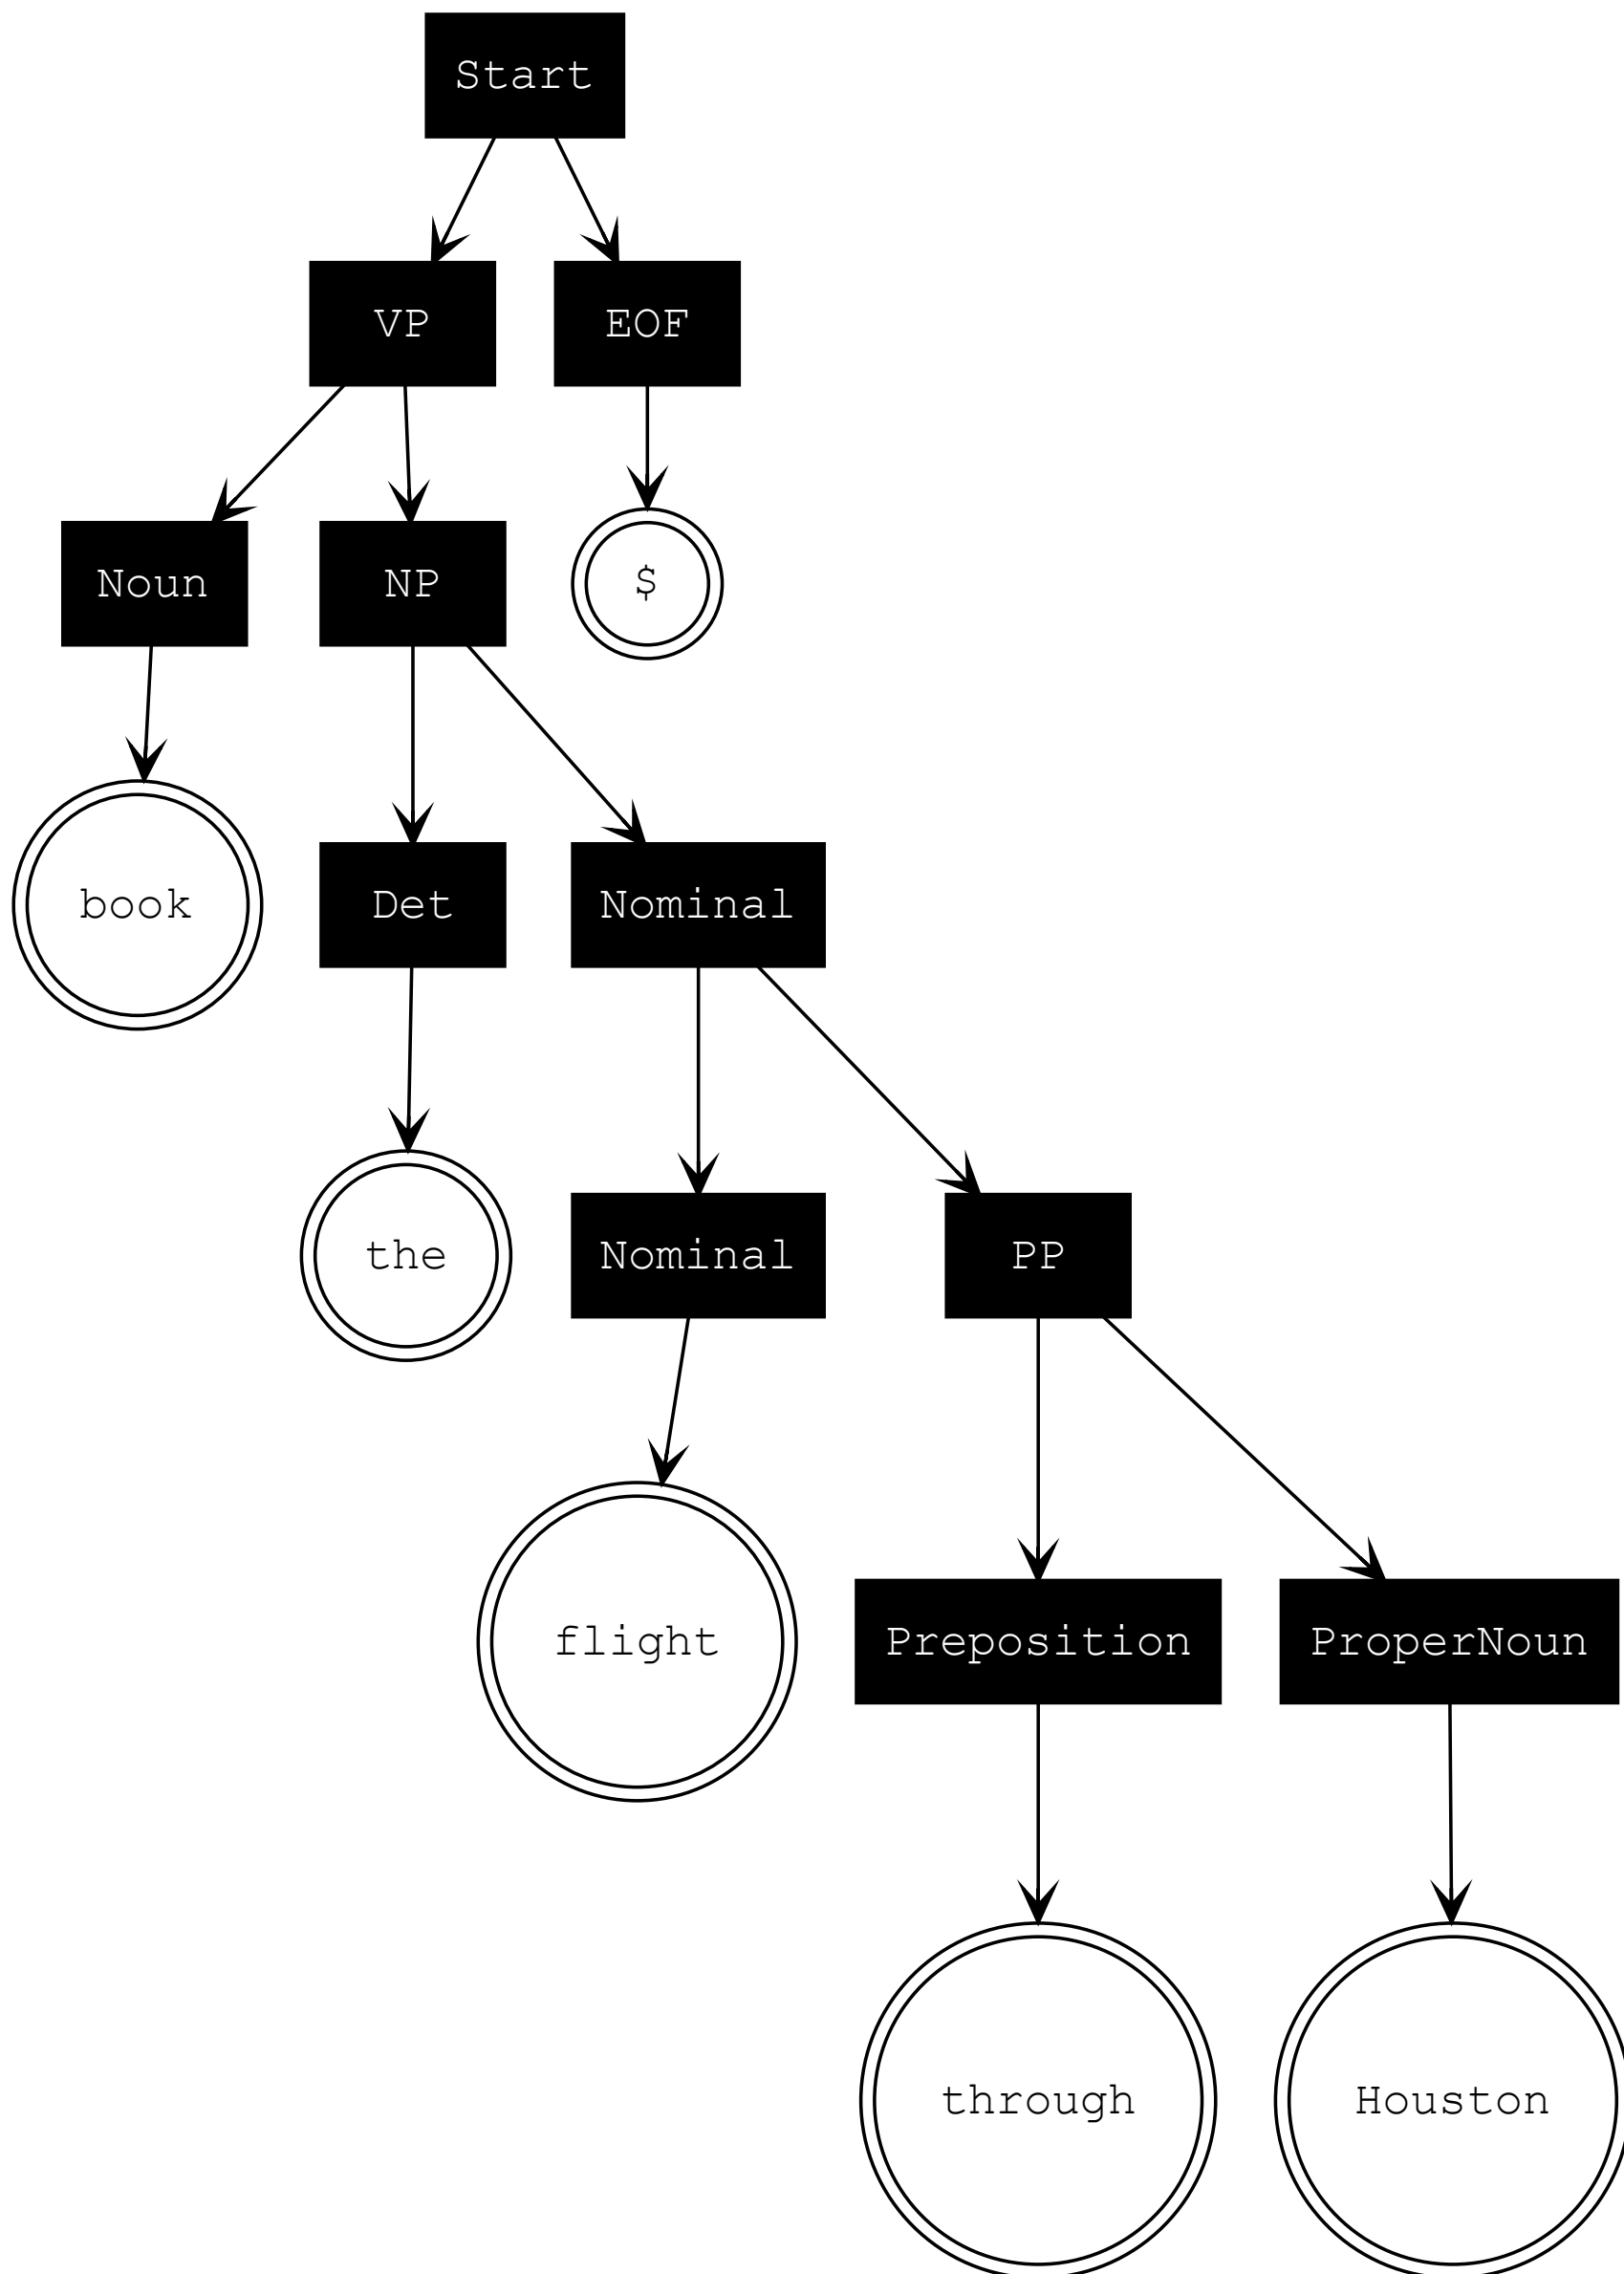 Start
VP EOF
Noun NP $
book Det Nominal
the Nominal PP
flight Preposition ProperNoun
through Houston